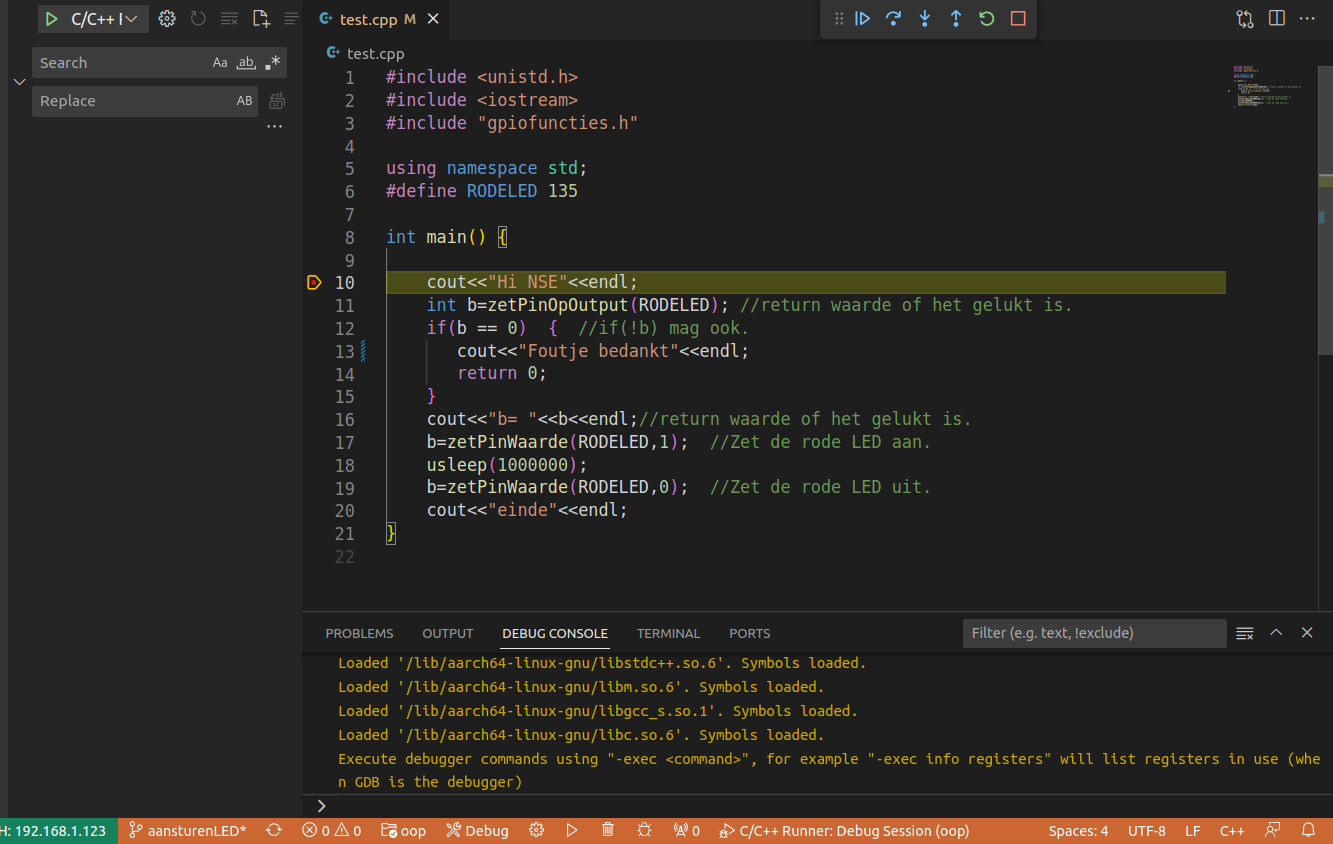 C/C++ F
test.cpp M
Search Aa ab
Replace AB
test.cpp
1 #include <unistd.h>
2 #include <iostream>
3 #include "gpiofuncties.h"
4
5 using namespace std;
6 #define RODELED 135
7
8 int main() {
9
10 cout<<"Hi NSE"<<endl;
11 int b=zetPinOpOutput(RODELED); //return waarde of het gelukt is.
12 if(b == 0)  {  //if(!b) mag ook.
13 cout<<"Foutje bedankt"<<endl;
14 return 0;
15 }
16 cout<<"b= "<<b<<endl;//return waarde of het gelukt is.
17 b=zetPinWaarde(RODELED,1);  //Zet de rode LED aan.
18 usleep(1000000);
19 b=zetPinWaarde(RODELED,0);  //Zet de rode LED uit.
20 cout<<"einde"<<endl;
21 }
22
PROBLEMS OUTPUT DEBUG CONSOLE TERMINAL PORTS Filter (e.g. text, !exclude)
Loaded '/lib/aarch64-linux-gnu/libstdc++.so.6'. Symbols loaded.
Loaded '/lib/aarch64-linux-gnu/libm.so.6'. Symbols loaded.
Loaded '/lib/aarch64-linux-gnu/libgcc_s.so.1'. Symbols loaded.
Loaded '/lib/aarch64-linux-gnu/libc.so.6'. Symbols loaded.
Execute debugger commands using "-exec <command>", for example "-exec info registers" will list registers in use (whe
n GDB is the debugger)
H: 192.168.1.123 aansturenLED* 0 0 oop Debug 0 C/C++ Runner: Debug Session (oop) Spaces: 4 UTF-8 LF C++